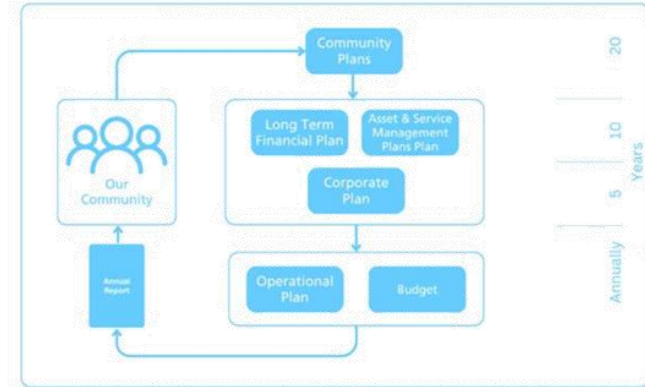 Community
Plans
20
Long Term
Financial Plan
Asset & Service
Management
Plans Plan
10
Our
Community
Corporate
Plan
5
Years
Annual
Report
Operational
Plan
Budget
Annually